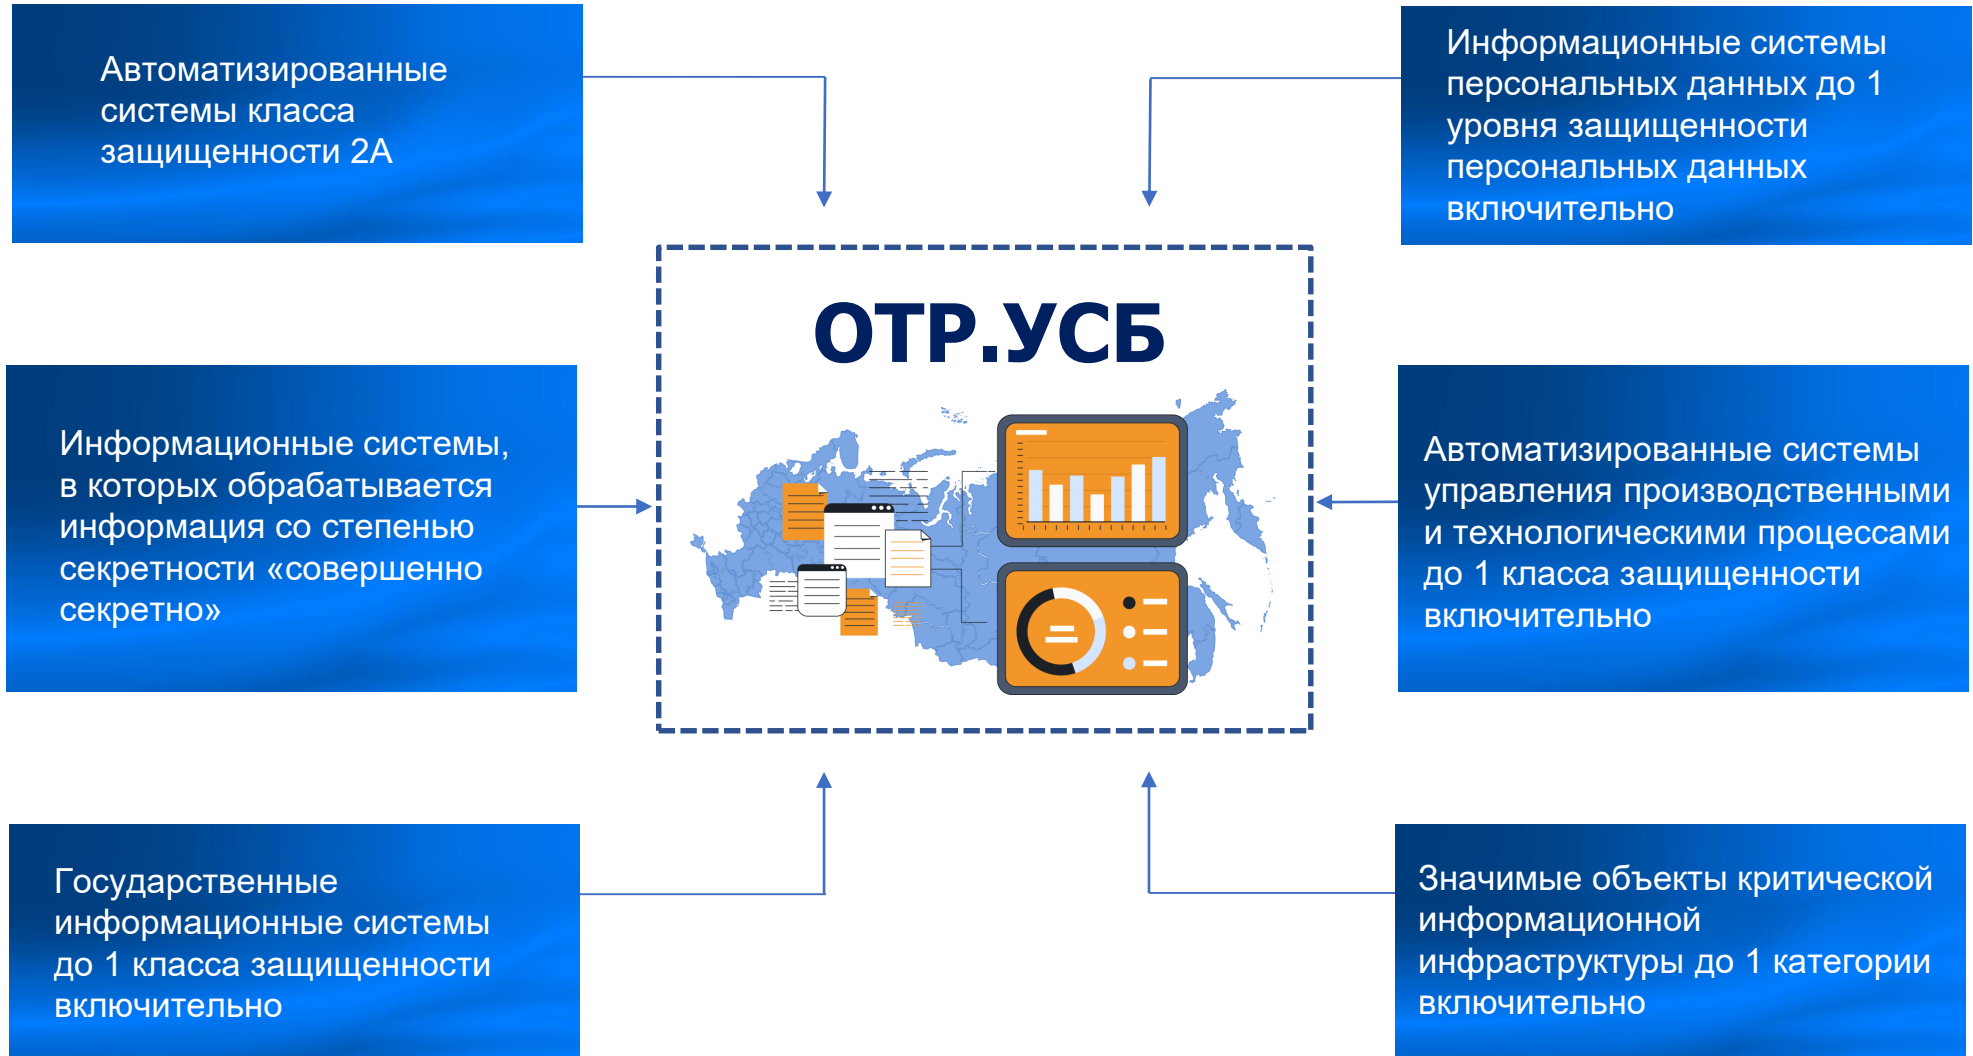 Автоматизированные
системы класса
защищенности 2А
Информационные системы
персональных данных до 1
уровня защищенности
персональных данных
включительно
ОТР.УСБ
Информационные системы,
в которых обрабатывается
информация со степенью
секретности «совершенно
секретно»
Автоматизированные системы
управления производственными
и технологическими процессами
до 1 класса защищенности
включительно
Государственные
информационные системы
до 1 класса защищенности
включительно
Значимые объекты критической
информационной
инфраструктуры до 1 категории
включительно